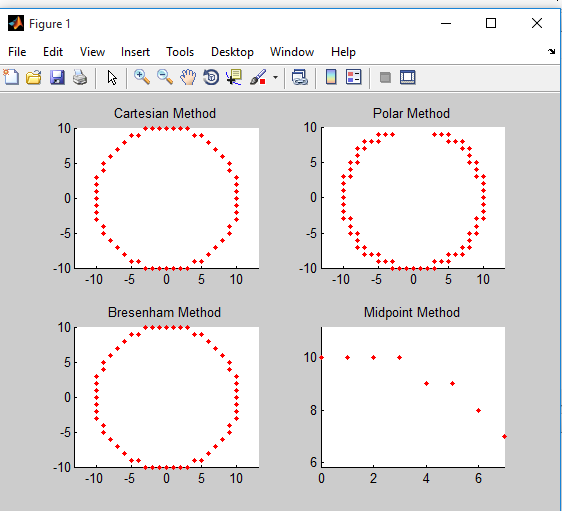 Figure 1
File Edit View Insert Tools Desktop Window Help
Cartesian Method
10
5
0
-5
-10
-10 -5 0 5 10
Polar Method
10
5
0
-5
-10
-10 -5 0 5 10
Bresenham Method
10
5
0
-5
-10
-10 -5 0 5 10
Midpoint Method
10
8
6
0 2 4 6